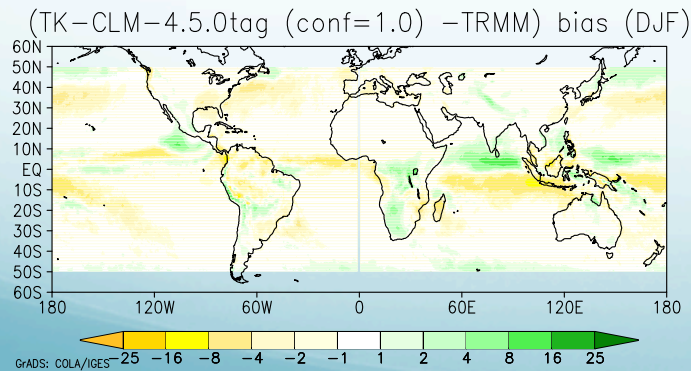 (TK-CLM-4.5.0tag (conf=1.0) -TRMM) bias (DJF)
60N
50N
40N
30N
20N
10N
EQ
10S
20S
30S
40S
50S
60S
180 120W 60W 0 60E 120E 180
-25 -16 -8 -4 -2 -1 1 2 4 8 16 25
GrADS: COLA/IGES